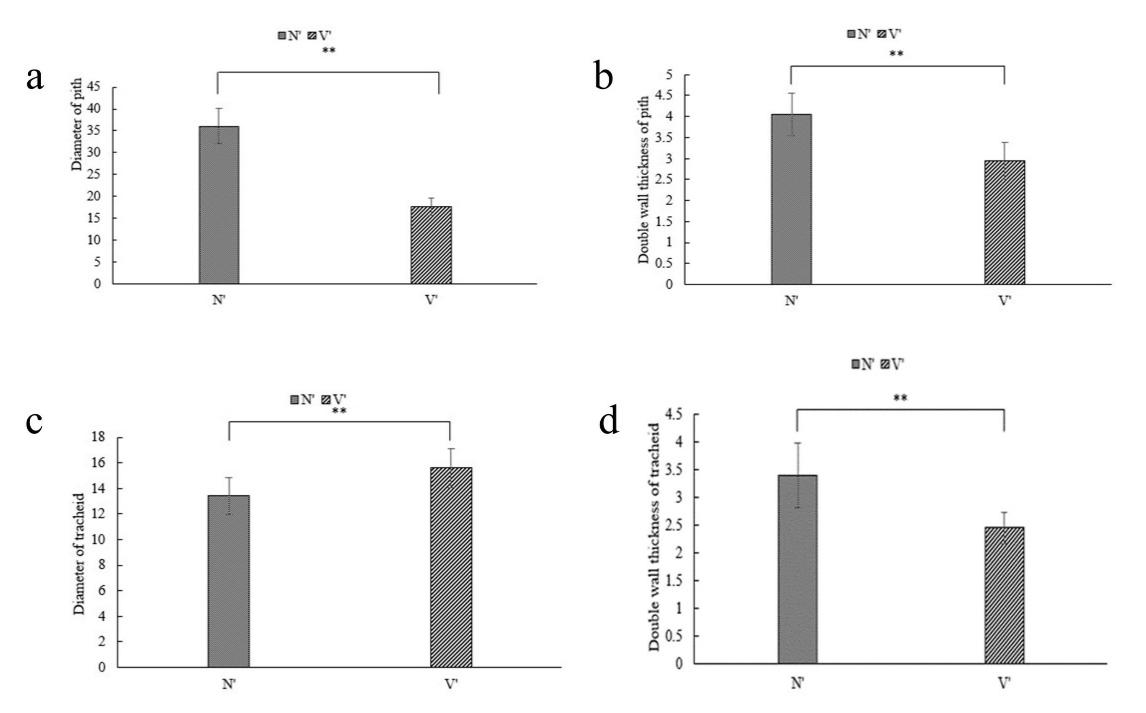 a
■N' ▨V'
**
Diameter of pith
45
40
35
30
25
20
15
10
5
0
N' V'
b
■N' ▨V'
**
Double wall thickness of pith
5
4.5
4
3.5
3
2.5
2
1.5
1
0.5
0
N' V'
c
■N' ▨V'
**
Diameter of tracheid
18
16
14
12
10
8
6
4
2
0
N' V'
d
■N' ▨V'
**
Double wall thickness of tracheid
4.5
4
3.5
3
2.5
2
1.5
1
0.5
0
N' V'